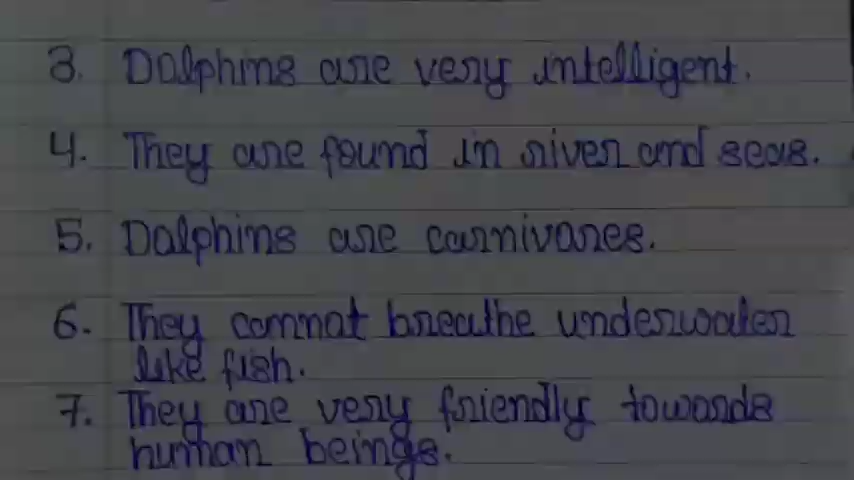 3. Dolphins are very intelligent.
4. They are found in river and seas.
5. Dolphins are carnivores.
6. They cannot breathe underwater
like fish.
7. They are very friendly towards
human beings.